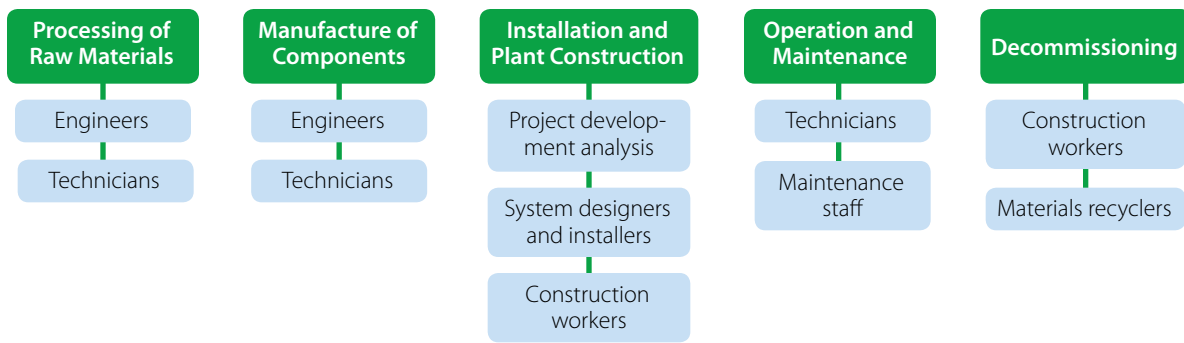 Processing of
Raw Materials
Engineers
Technicians
Manufacture of
Components
Engineers
Technicians
Installation and
Plant Construction
Project develop-
ment analysis
System designers
and installers
Construction
workers
Operation and
Maintenance
Technicians
Maintenance
staff
Decommissioning
Construction
workers
Materials recyclers